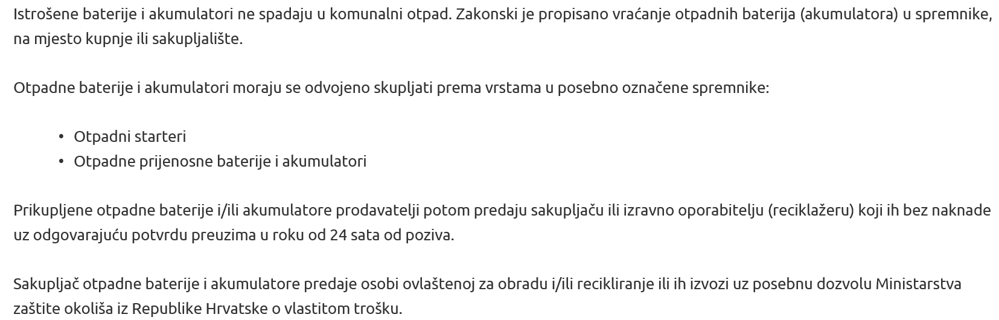 Istrošene baterije i akumulatori ne spadaju u komunalni otpad. Zakonski je propisano vraćanje otpadnih baterija (akumulatora) u spremnike,
na mjesto kupnje ili sakupljalište.
Otpadne baterije i akumulatori moraju se odvojeno skupljati prema vrstama u posebno označene spremnike:
• Otpadni starteri
• Otpadne prijenosne baterije i akumulatori
Prikupljene otpadne baterije i/ili akumulatore prodavatelji potom predaju sakupljaču ili izravno oporabitelju (reciklažeru) koji ih bez naknade
uz odgovarajuću potvrdu preuzima u roku od 24 sata od poziva.
Sakupljač otpadne baterije i akumulatore predaje osobi ovlaštenoj za obradu i/ili recikliranje ili ih izvozi uz posebnu dozvolu Ministarstva
zaštite okoliša iz Republike Hrvatske o vlastitom trošku.